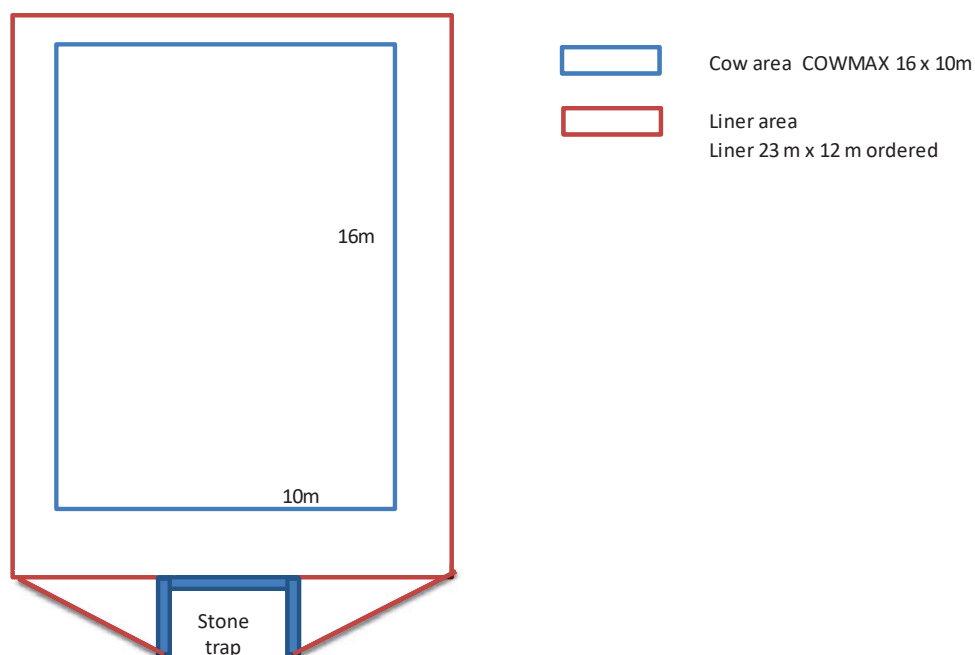 Cow area COWMAX 16 x 10m
Liner area
Liner 23 m x 12 m ordered
16m
10m
Stone
trap